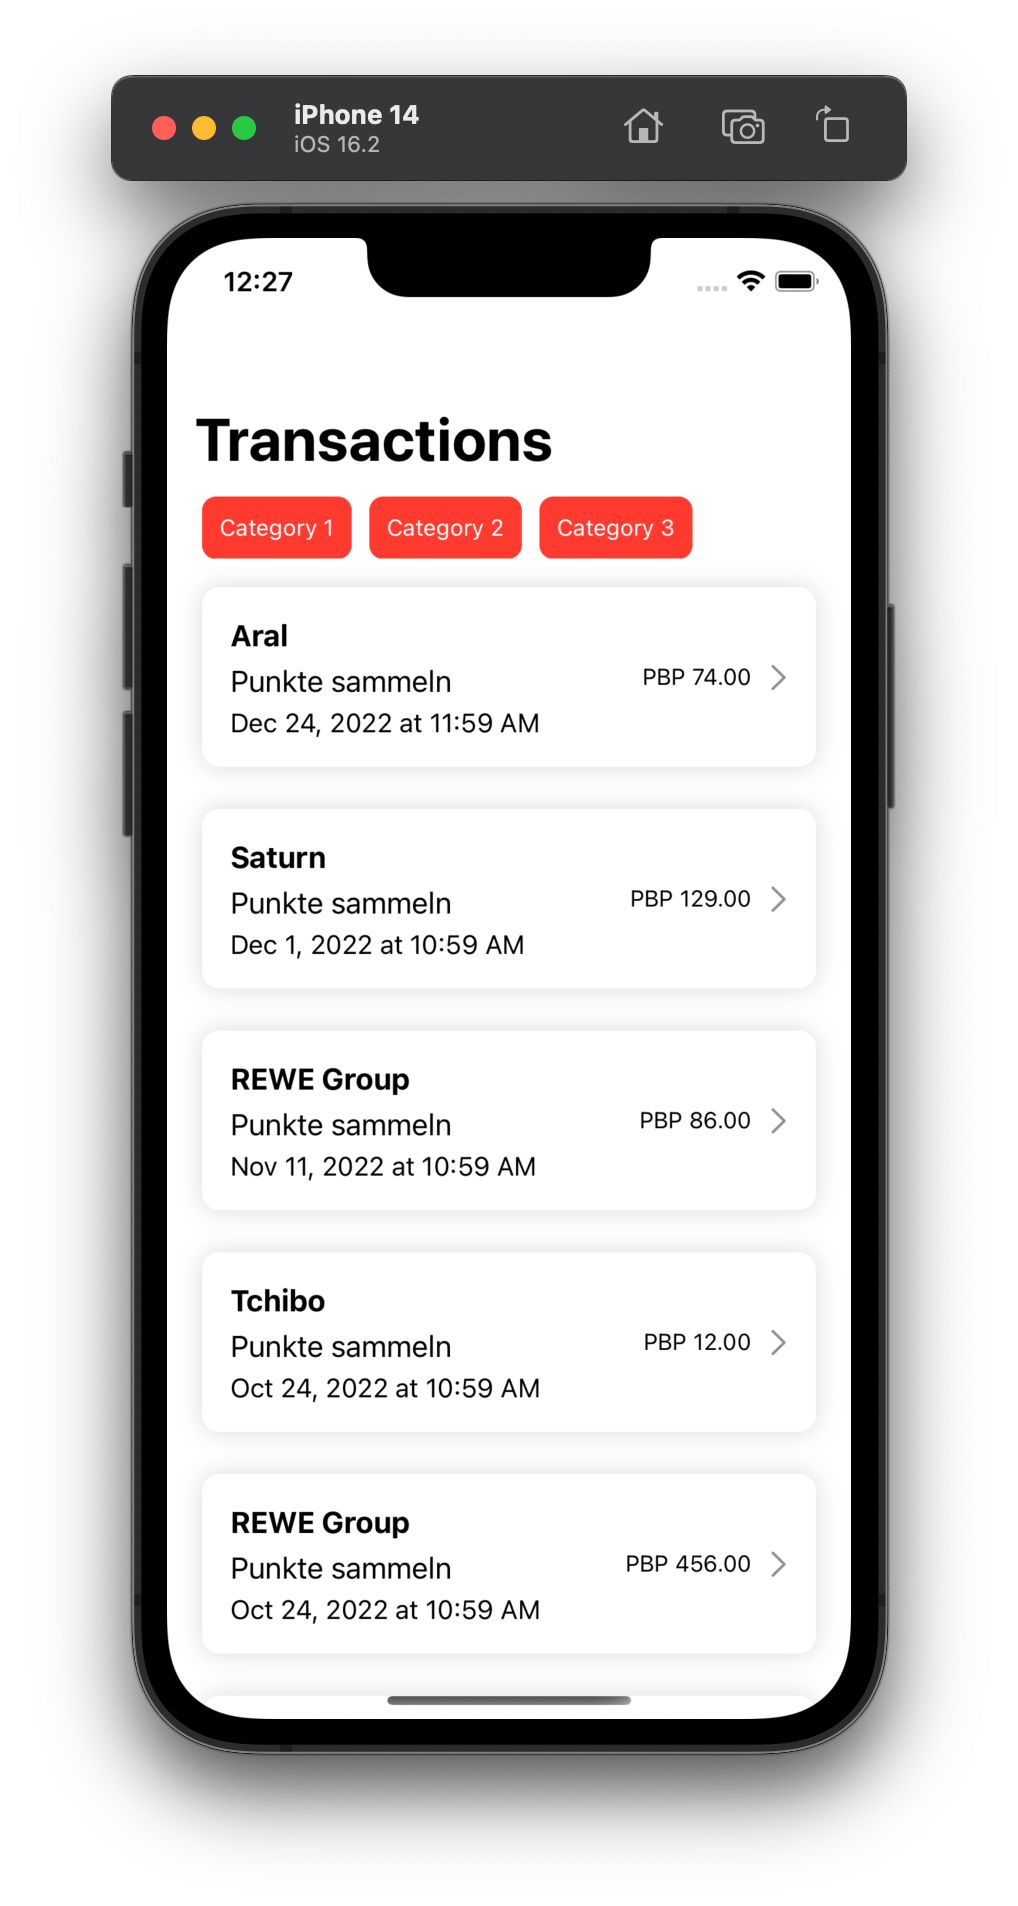 iPhone 14
iOS 16.2
12:27
Transactions
Category 1 Category 2 Category 3
Aral
Punkte sammeln
PBP 74.00
Dec 24, 2022 at 11:59 AM
Saturn
Punkte sammeln
PBP 129.00
Dec 1, 2022 at 10:59 AM
REWE Group
Punkte sammeln
PBP 86.00
Nov 11, 2022 at 10:59 AM
Tchibo
Punkte sammeln
PBP 12.00
Oct 24, 2022 at 10:59 AM
REWE Group
Punkte sammeln
PBP 456.00
Oct 24, 2022 at 10:59 AM